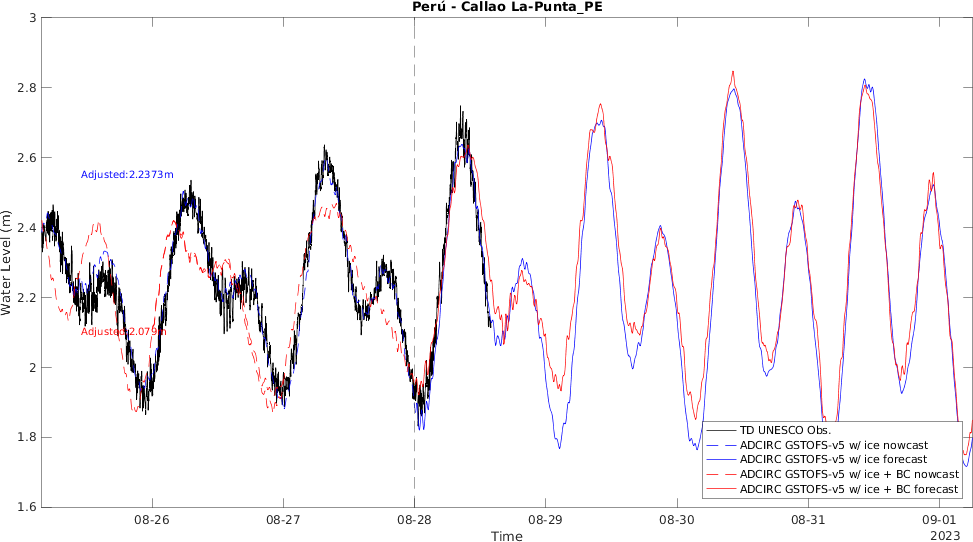 Perú - Callao La-Punta_PE
3
2.8
2.6
2.4
2.2
2
1.8
1.6
Water Level (m)
Adjusted:2.2373m
Adjusted:2.079m
TD UNESCO Obs.
ADCIRC GSTOFS-v5 w/ ice nowcast
ADCIRC GSTOFS-v5 w/ ice forecast
ADCIRC GSTOFS-v5 w/ ice + BC nowcast
ADCIRC GSTOFS-v5 w/ ice + BC forecast
08-26 08-27 08-28 08-29 08-30 08-31 09-01
Time
2023